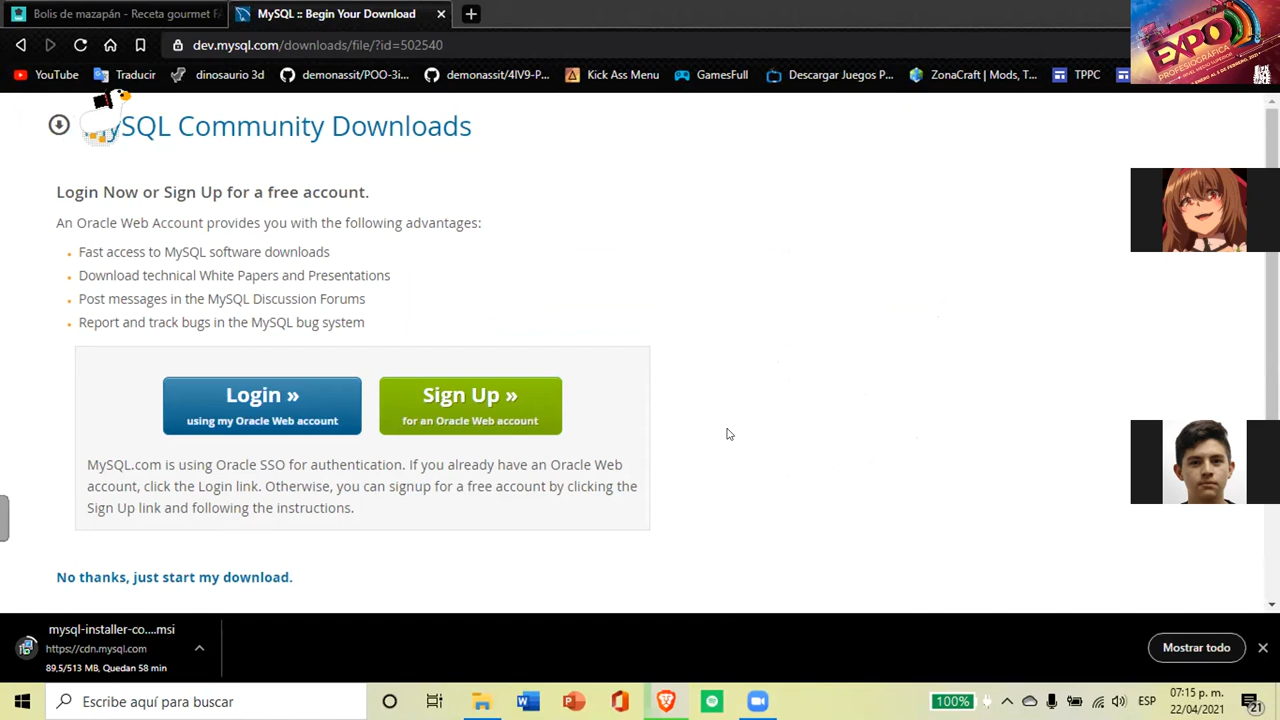 Bolis de mazapán - Receta gourmet F
MySQL :: Begin Your Download
dev.mysql.com/downloads/file/?id=502540
YouTube
Traducir
dinosaurio 3d
demonassit/POO-3i...
demonassit/4IV9-P...
Kick Ass Menu
GamesFull
Descargar Juegos P...
ZonaCraft | Mods, T...
TPPC
EXPO
PROFESIOGRÁFICA
MySQL Community Downloads
Login Now or Sign Up for a free account.
An Oracle Web Account provides you with the following advantages:
Fast access to MySQL software downloads
Download technical White Papers and Presentations
Post messages in the MySQL Discussion Forums
Report and track bugs in the MySQL bug system
Login »
using my Oracle Web account
Sign Up »
for an Oracle Web account
MySQL.com is using Oracle SSO for authentication. If you already have an Oracle Web
account, click the Login link. Otherwise, you can signup for a free account by clicking the
Sign Up link and following the instructions.
No thanks, just start my download.
mysql-installer-co....msi
https://cdn.mysql.com
89,5/513 MB, Quedan 58 min
Mostrar todo
Escribe aquí para buscar
100%
ESP
07:15 p. m.
22/04/2021
21